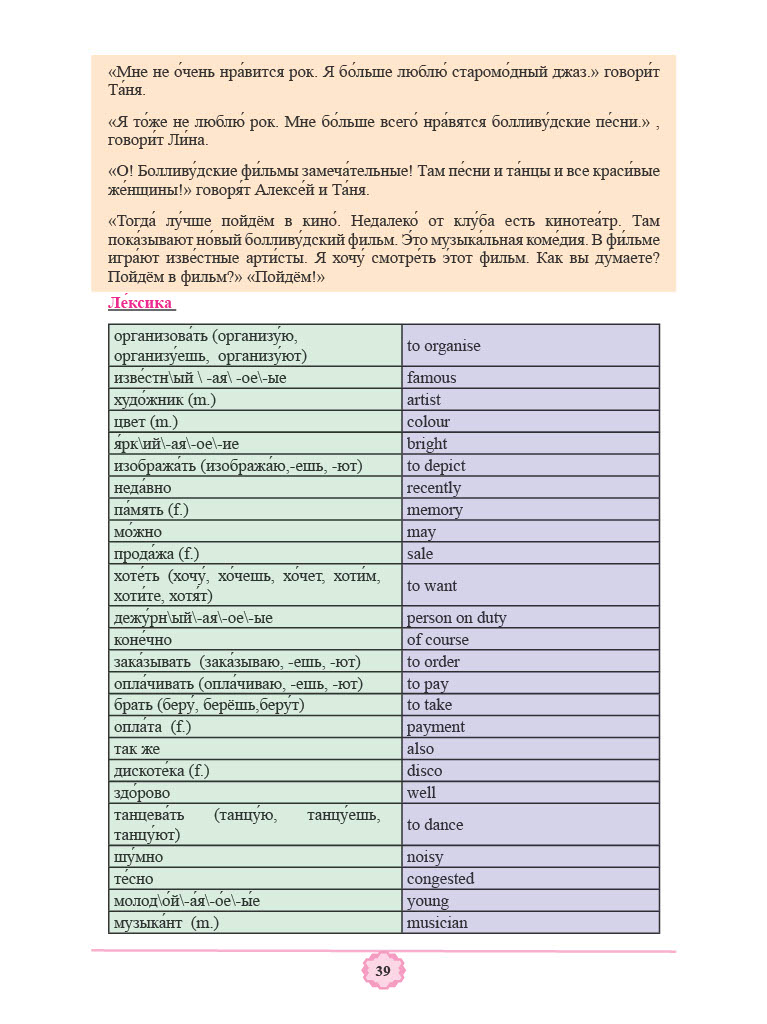 «Мне не о́чень нра́вится рок. Я бо́льше люблю́ старомо́дный джаз.» говори́т
Та́ня.
«Я то́же не люблю́ рок. Мне бо́льше всего́ нра́вятся болливу́дские пе́сни.» ,
говори́т Ли́на.
«О! Болливу́дские фи́льмы замеча́тельные! Там пе́сни и та́нцы и все краси́вые
же́нщины!» говоря́т Алексе́й и Та́ня.
«Тогда́ лу́чше пойдём в кино́. Недалеко́ от клу́ба есть кинотеа́тр. Там
пока́зывают но́вый болливу́дский фильм. Э́то музыка́льная коме́дия. В фи́льме
игра́ют изве́стные арти́сты. Я хочу́ смотре́ть э́тот фильм. Как вы ду́маете?
Пойдём в фильм?» «Пойдём!»
Ле́ксика
организова́ть (организу́ю,
организу́ешь, организу́ют)
to organise
изве́стн\ый \ -ая\ -ое\-ые
famous
худо́жник (m.)
artist
цвет (m.)
colour
я́рк\ий\-ая\-ое\-ие
bright
изобража́ть (изобража́ю,-ешь, -ют)
to depict
неда́вно
recently
па́мять (f.)
memory
мо́жно
may
прода́жа (f.)
sale
хоте́ть (хочу́, хо́чешь, хо́чет, хоти́м,
хоти́те, хотя́т)
to want
дежу́рн\ый\-ая\-ое\-ые
person on duty
коне́чно
of course
зака́зывать (зака́зываю, -ешь, -ют)
to order
опла́чивать (опла́чиваю, -ешь, -ют)
to pay
брать (беру́, берёшь,беру́т)
to take
опла́та (f.)
payment
так же
also
дискоте́ка (f.)
disco
здо́рово
well
танцева́ть (танцу́ю, танцу́ешь,
танцу́ют)
to dance
шу́мно
noisy
те́сно
congested
молод\о́й\-а́я\-о́е\-ы́е
young
музыка́нт (m.)
musician
39